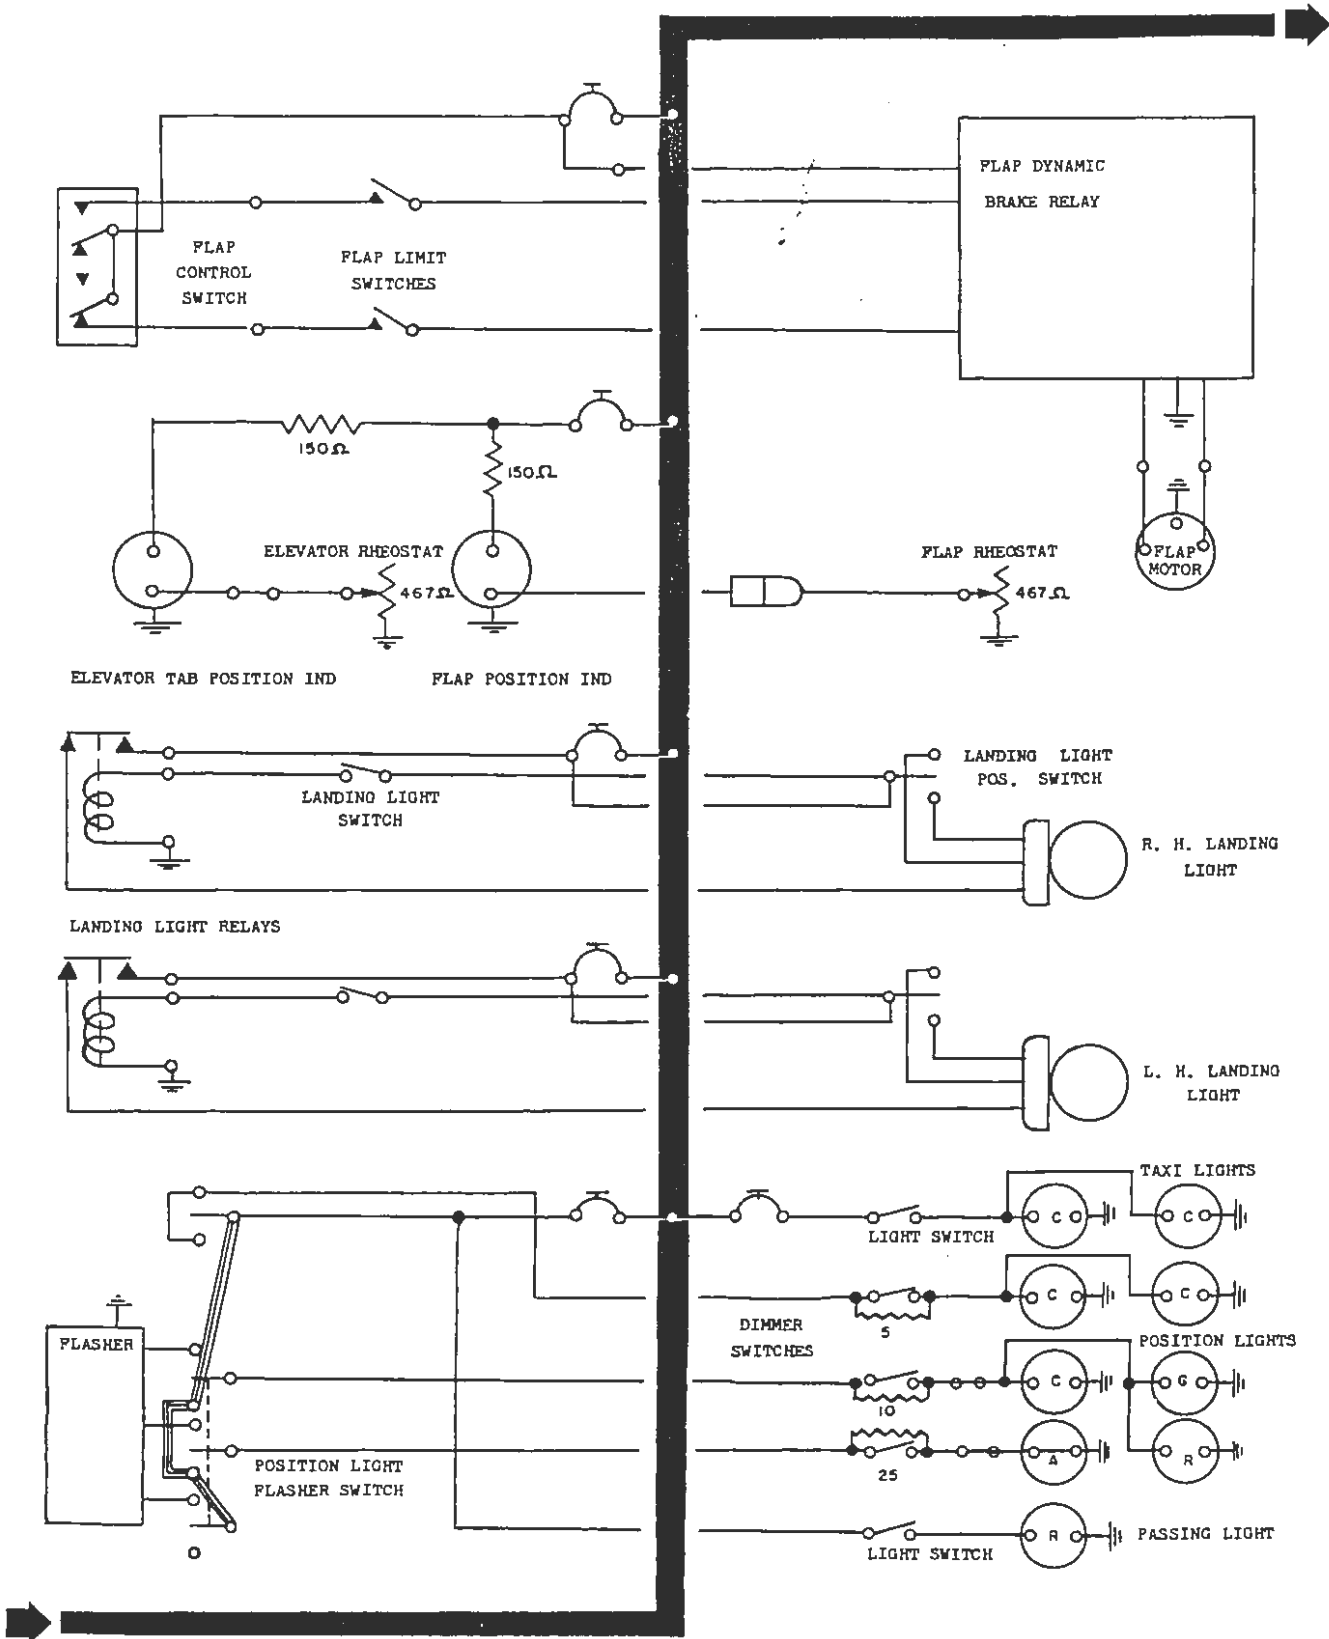 FLAP DYNAMIC
BRAKE RELAY
FLAP
CONTROL
SWITCH
FLAP LIMIT
SWITCHES
150Ω
150Ω
ELEVATOR RHEOSTAT
467Ω
FLAP RHEOSTAT
467Ω
FLAP
MOTOR
ELEVATOR TAB POSITION IND
FLAP POSITION IND
LANDING LIGHT
SWITCH
LANDING LIGHT
POS. SWITCH
R. H. LANDING
LIGHT
LANDING LIGHT RELAYS
L. H. LANDING
LIGHT
TAXI LIGHTS
C
C
LIGHT SWITCH
C
C
5
DIMMER
SWITCHES
FLASHER
POSITION LIGHTS
C
G
10
A
R
25
POSITION LIGHT
FLASHER SWITCH
R
PASSING LIGHT
LIGHT SWITCH